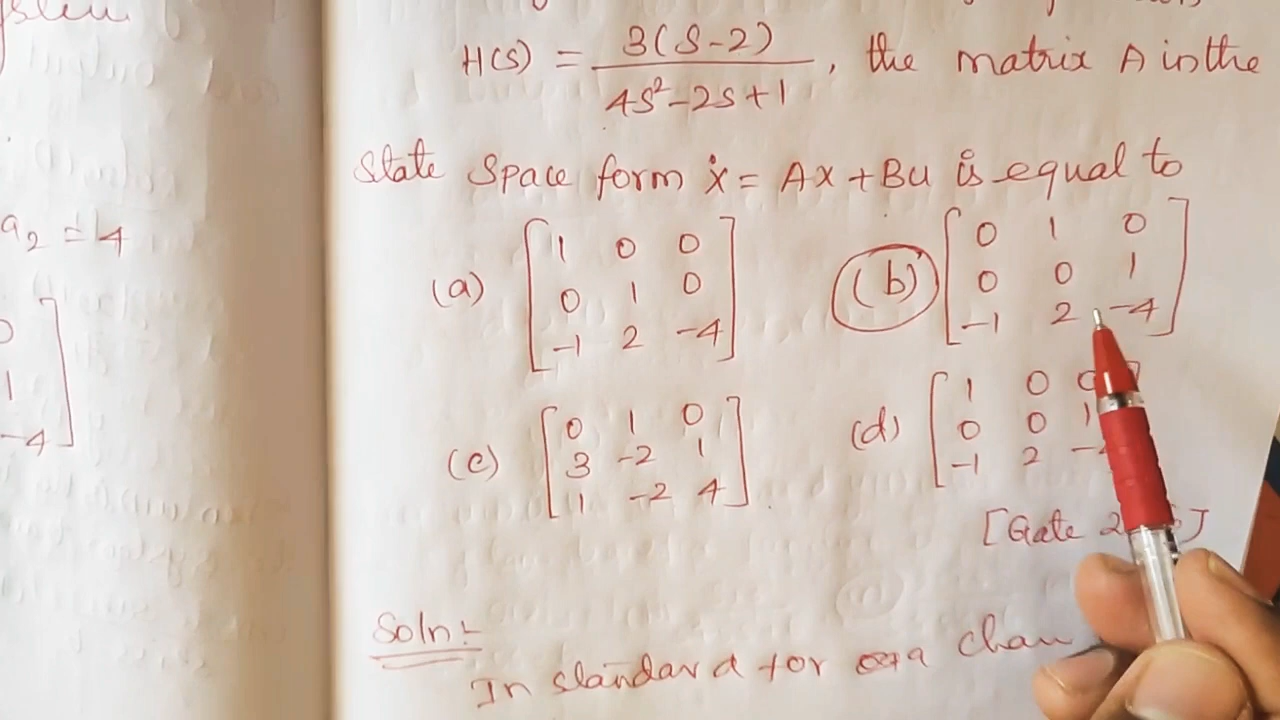 a₂ = 4
1
-4
H(s) = 3(S-2) / 4S²-2S+1, the matrix A in the
State Space form ẋ = AX+BU is equal to
(a) [1 0 0
0 1 0
-1 2 -4]
(b) [0 1 0
0 0 1
-1 2 -4]
(c) [0 1 0
3 -2 1
1 -2 4]
(d) [1 0 0
0 0 1
-1 2
[Gate
Soln:-
In standard for